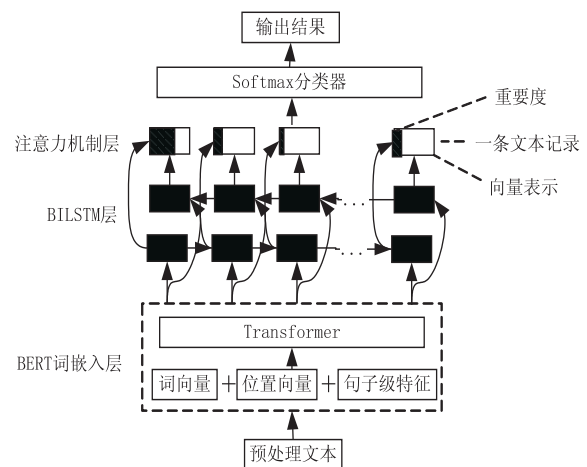 输出结果
Softmax分类器
重要度
注意力机制层
一条文本记录
向量表示
BILSTM层
...
...
Transformer
BERT词嵌入层
词向量+位置向量+句子级特征
预处理文本